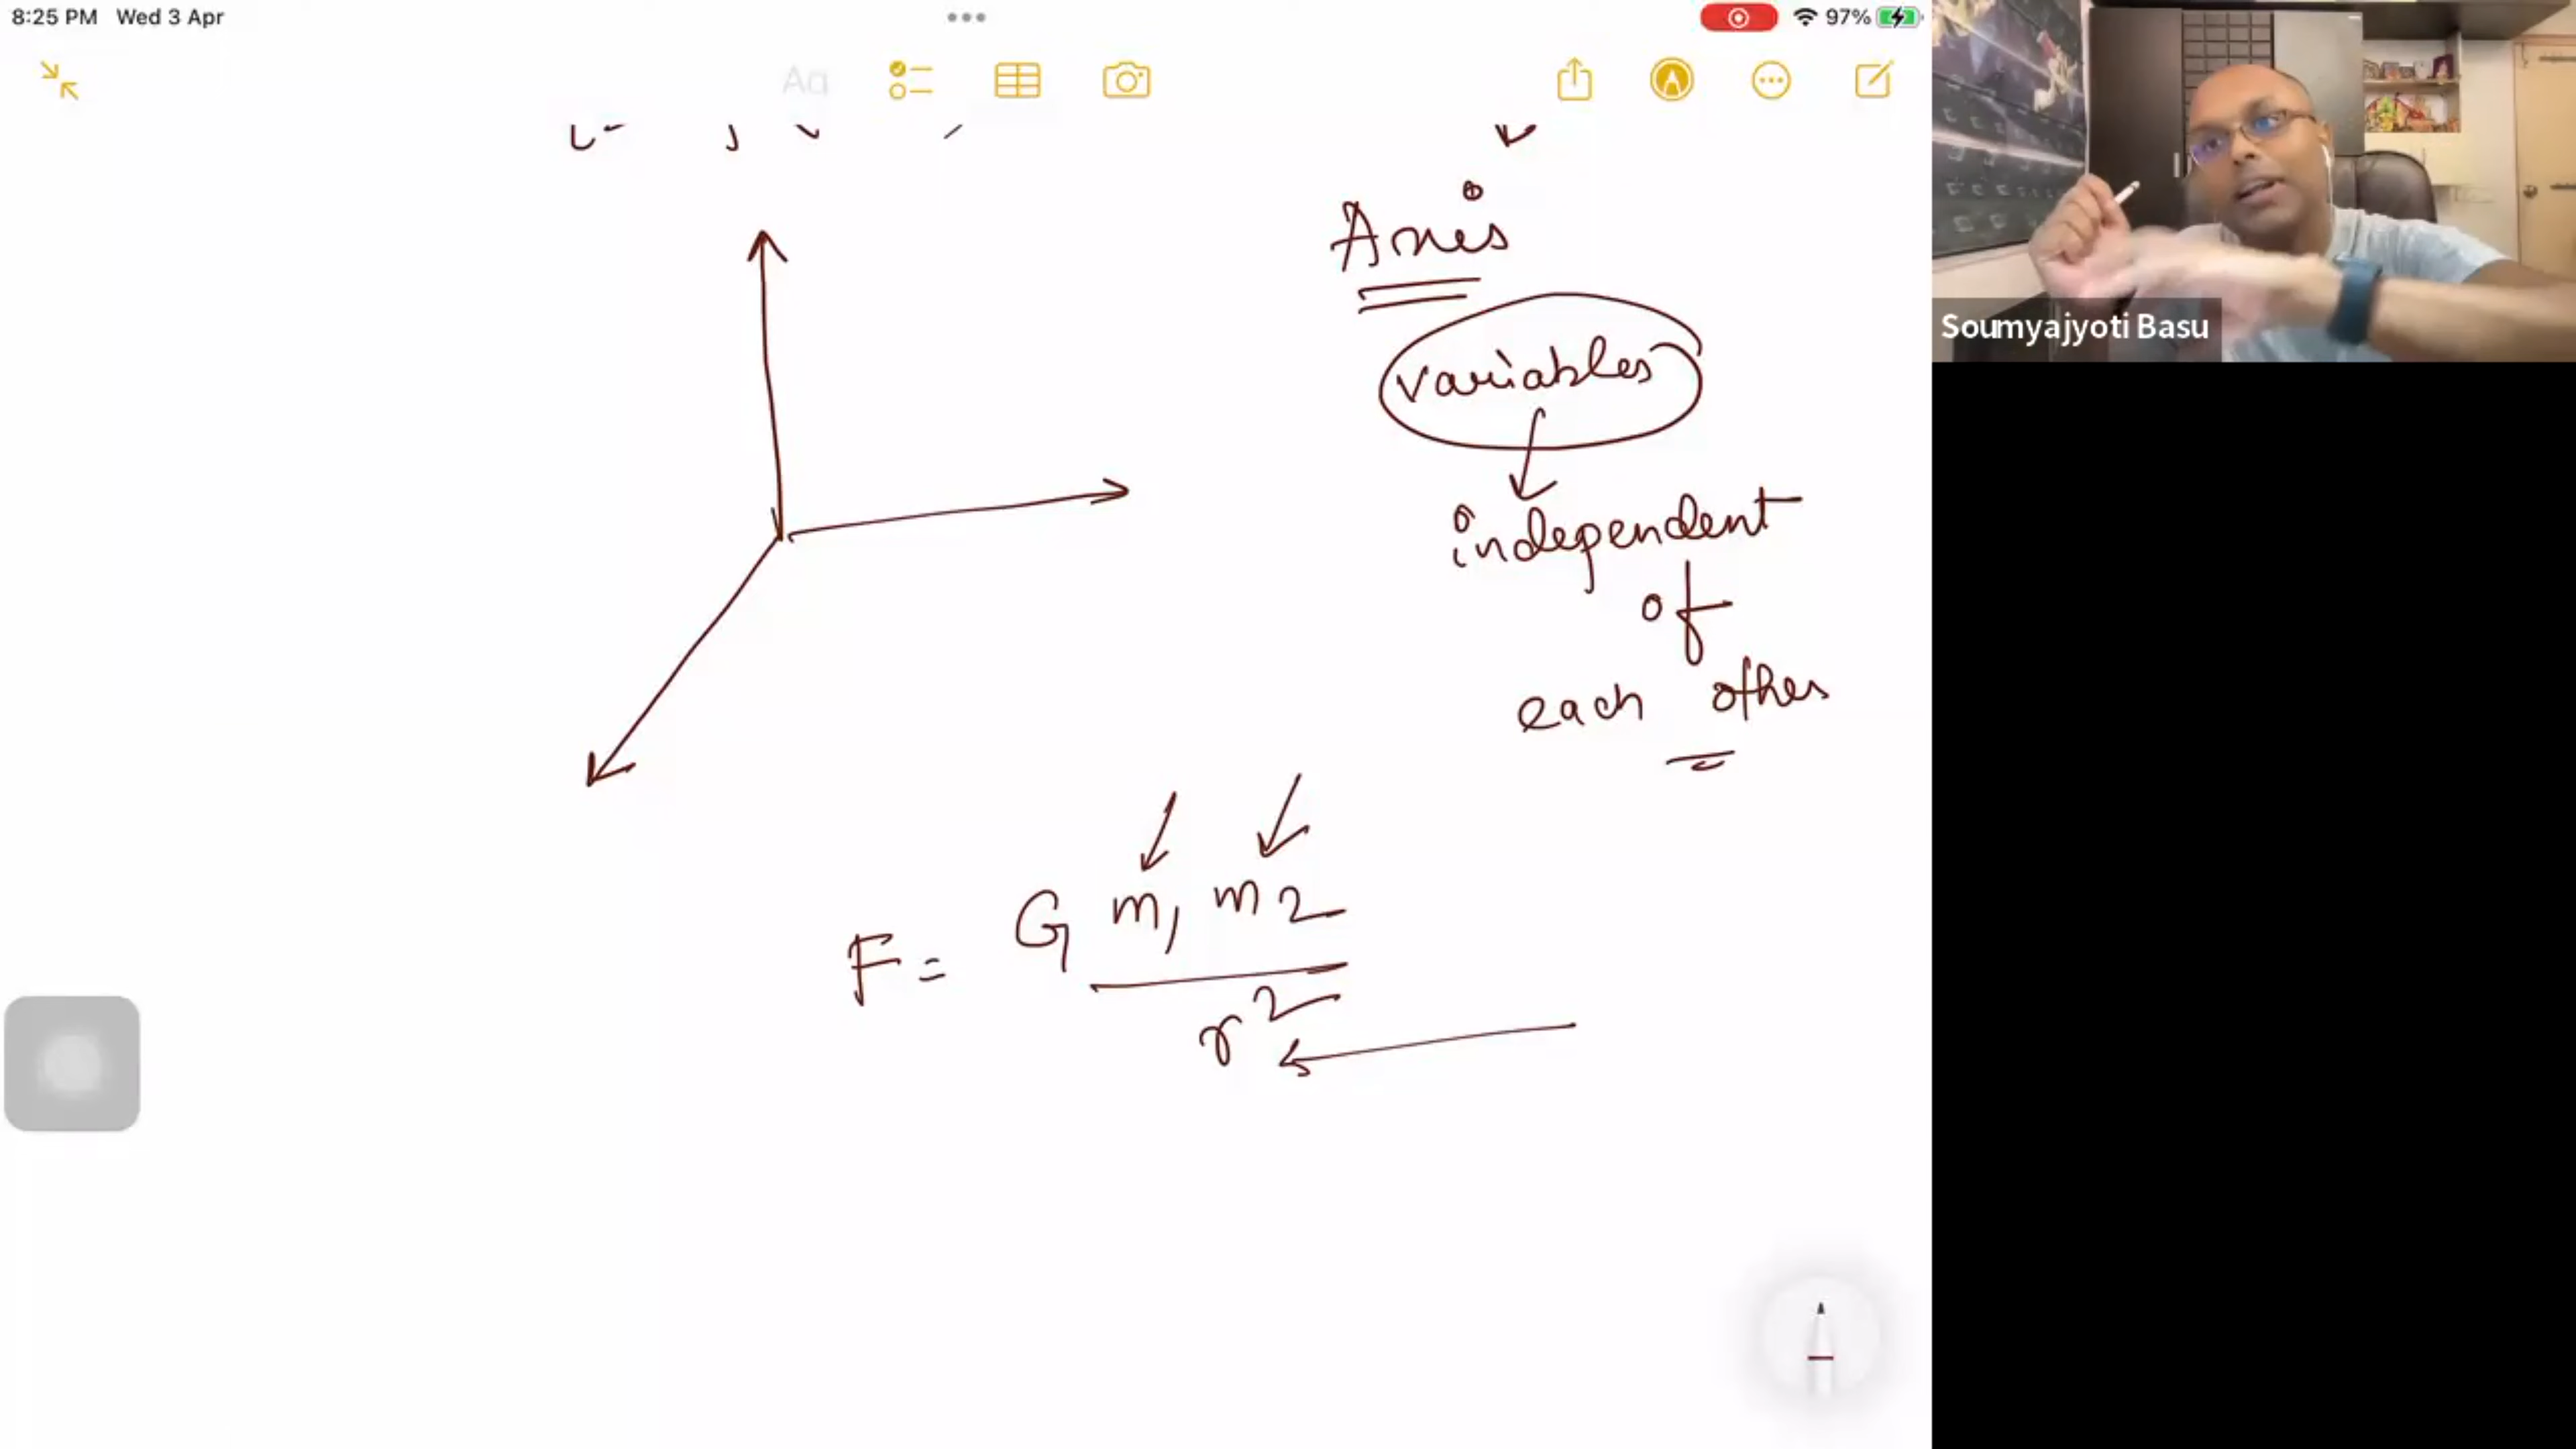 8:25 PM Wed 3 Apr
97%
Aa
Soumyajyoti Basu
Axis
variables
independent
of
each other
F = G m1 m2
r²